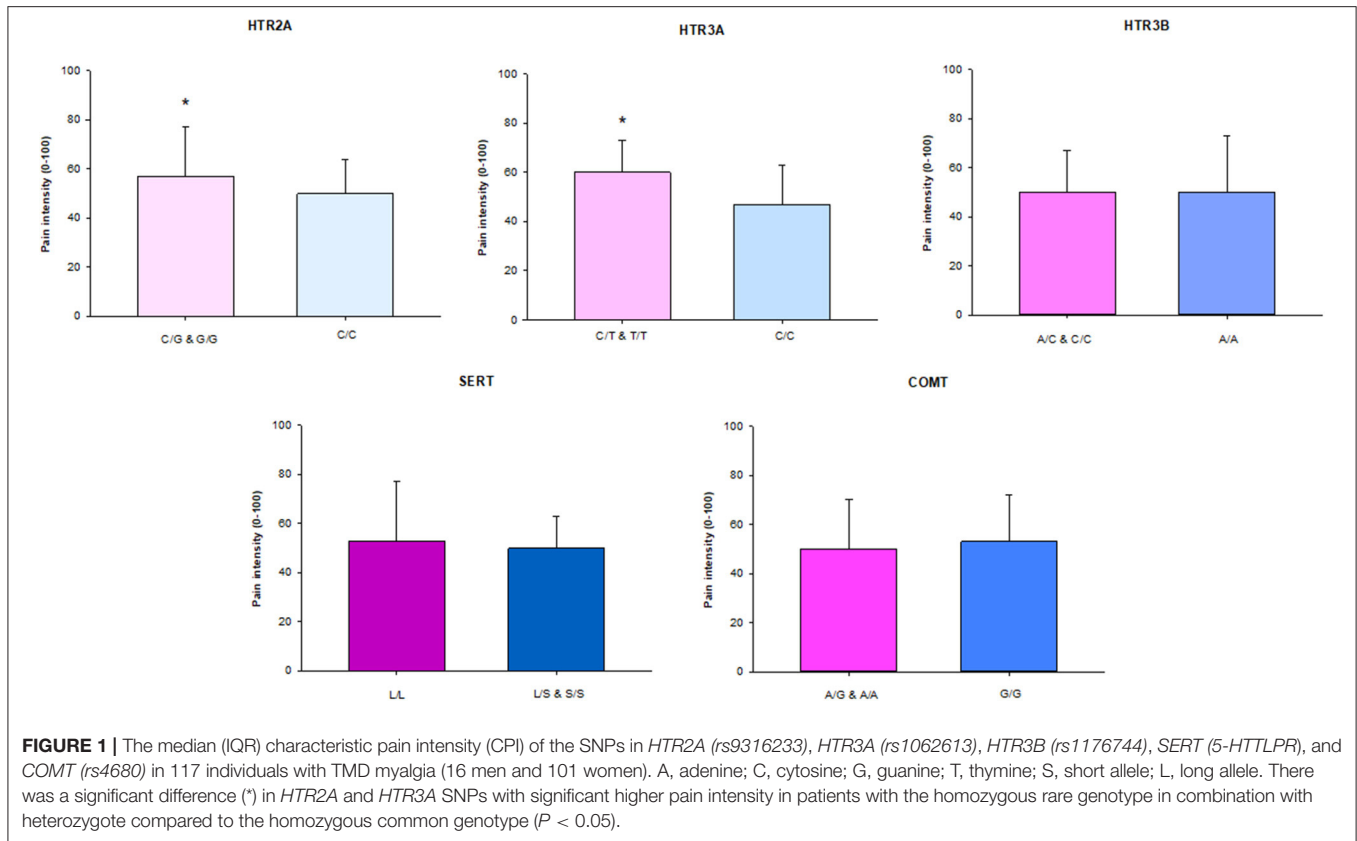 HTR2A
HTR3A
HTR3B
Pain intensity (0-100)
100
80
60
40
20
0
*
C/G & G/G
C/C
Pain intensity (0-100)
100
80
60
40
20
0
*
C/T & T/T
C/C
Pain intensity (0-100)
100
80
60
40
20
0
A/C & C/C
A/A
SERT
COMT
Pain intensity (0-100)
100
80
60
40
20
0
L/L
L/S & S/S
Pain intensity (0-100)
100
80
60
40
20
0
A/G & A/A
G/G
FIGURE 1 | The median (IQR) characteristic pain intensity (CPI) of the SNPs in HTR2A (rs9316233), HTR3A (rs1062613), HTR3B (rs1176744), SERT (5-HTTLPR), and
COMT (rs4680) in 117 individuals with TMD myalgia (16 men and 101 women). A, adenine; C, cytosine; G, guanine; T, thymine; S, short allele; L, long allele. There
was a significant difference (*) in HTR2A and HTR3A SNPs with significant higher pain intensity in patients with the homozygous rare genotype in combination with
heterozygote compared to the homozygous common genotype (P < 0.05).